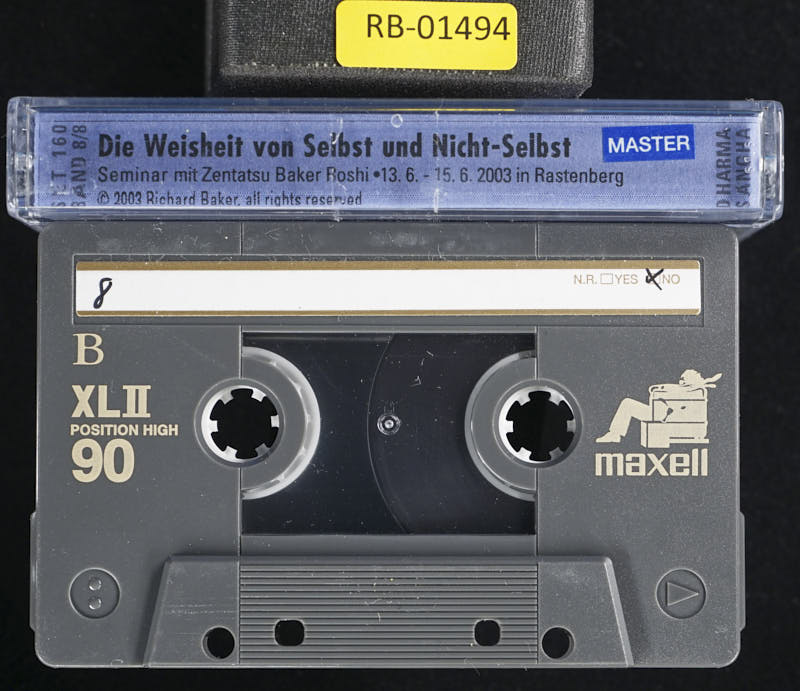 RB-01494
SET 160
BAND 8/8
Die Weisheit von Selbst und Nicht-Selbst
MASTER
Seminar mit Zentatsu Baker Roshi • 13. 6. - 15. 6. 2003 in Rastenberg
© 2003 Richard Baker, all rights reserved
DHARMA
SANGHA
8
N.R. YES NO
B
XLII
POSITION HIGH
90
maxell